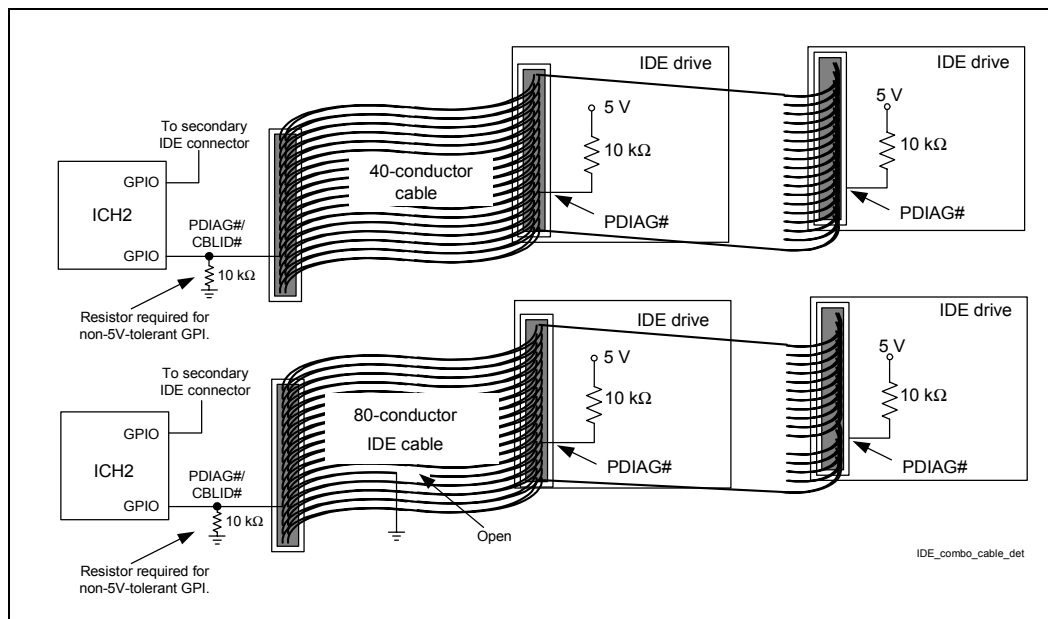 IDE drive
5 V
10 kΩ
PDIAG#
IDE drive
5 V
10 kΩ
PDIAG#
To secondary
IDE connector
GPIO
ICH2
GPIO
PDIAG#/
CBLID#
10 kΩ
Resistor required for
non-5V-tolerant GPI.
40-conductor
cable
IDE drive
5 V
10 kΩ
PDIAG#
IDE drive
5 V
10 kΩ
PDIAG#
To secondary
IDE connector
GPIO
ICH2
GPIO
PDIAG#/
CBLID#
10 kΩ
Resistor required for
non-5V-tolerant GPI.
80-conductor
IDE cable
Open
IDE_combo_cable_det